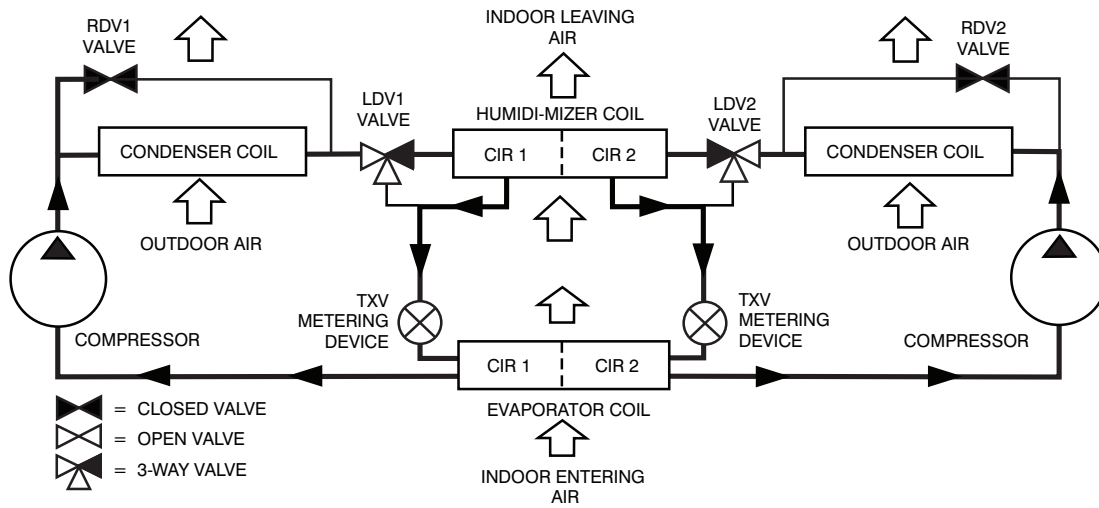 RDV1
VALVE
INDOOR LEAVING
AIR
RDV2
VALVE
LDV1
VALVE
HUMIDI-MIZER COIL
LDV2
VALVE
CONDENSER COIL
CIR 1
CIR 2
CONDENSER COIL
OUTDOOR AIR
OUTDOOR AIR
TXV
METERING
DEVICE
TXV
METERING
DEVICE
COMPRESSOR
COMPRESSOR
CIR 1
CIR 2
EVAPORATOR COIL
= CLOSED VALVE
= OPEN VALVE
= 3-WAY VALVE
INDOOR ENTERING
AIR